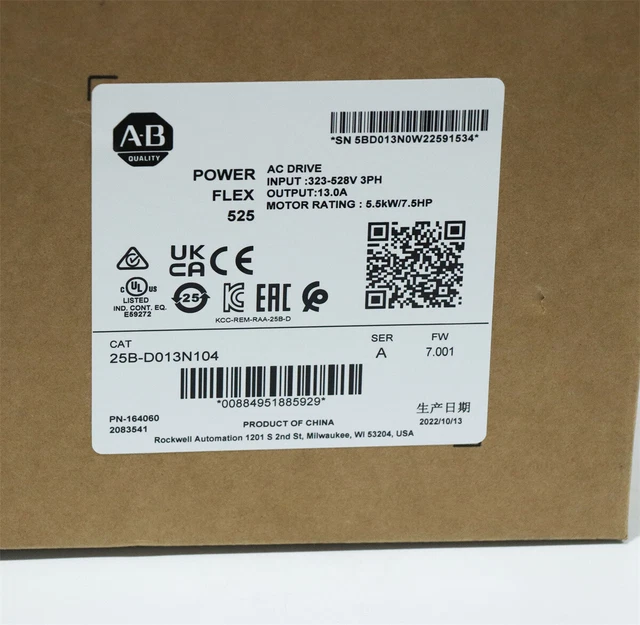 A·B
QUALITY
*SN 5BD013N0W22591534*
POWER
FLEX
525
AC DRIVE
INPUT :323-528V 3PH
OUTPUT:13.0A
MOTOR RATING : 5.5kW/7.5HP
UK
CA CE
c UL us
LISTED
IND. CONT. EQ.
E59272
25
EAC
KCC-REM-RAA-25B-D
CAT
25B-D013N104
SER
A
FW
7.001
*00884951885929*
PN-164060
2083541
PRODUCT OF CHINA
Rockwell Automation 1201 S 2nd St, Milwaukee, WI 53204, USA
生产日期
2022/10/13